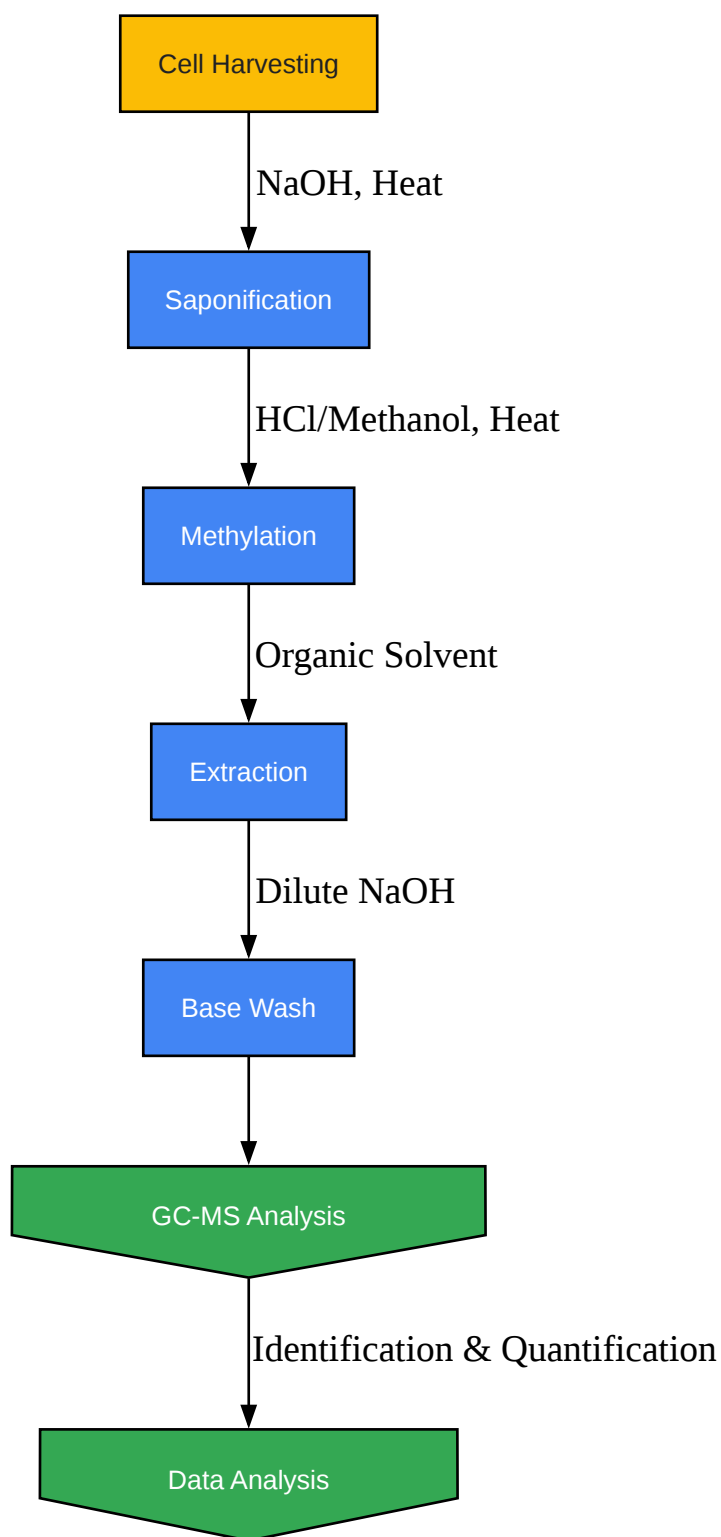 Cell Harvesting
NaOH, Heat
Saponification
HCl/Methanol, Heat
Methylation
Organic Solvent
Extraction
Dilute NaOH
Base Wash
GC-MS Analysis
Identification & Quantification
Data Analysis